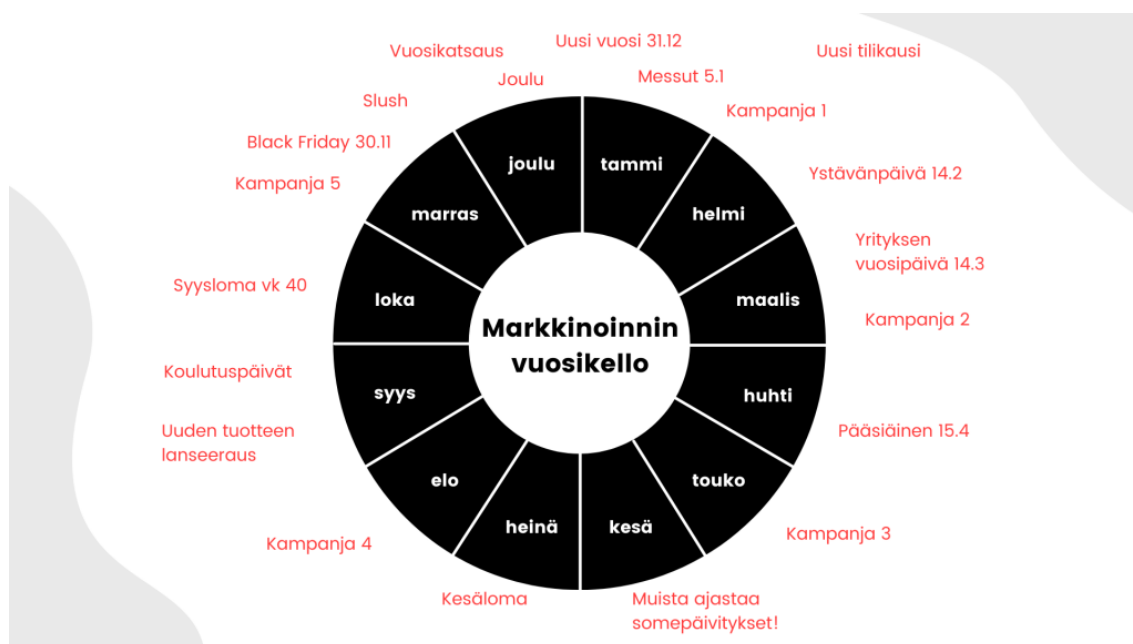 Uusi vuosi 31.12
Uusi tilikausi
Vuosikatsaus
Joulu
Messut 5.1
Slush
Kampanja 1
Black Friday 30.11
Ystävänpäivä 14.2
Kampanja 5
Yrityksen
vuosipäivä 14.3
Syysloma vk 40
Kampanja 2
Koulutuspäivät
Pääsiäinen 15.4
Uuden tuotteen
lanseeraus
Kampanja 3
Kampanja 4
Kesäloma
Muista ajastaa
somepäivitykset!
joulu
tammi
marras
helmi
loka
maalis
Markkinoinnin
vuosikello
syys
huhti
elo
touko
heinä
kesä